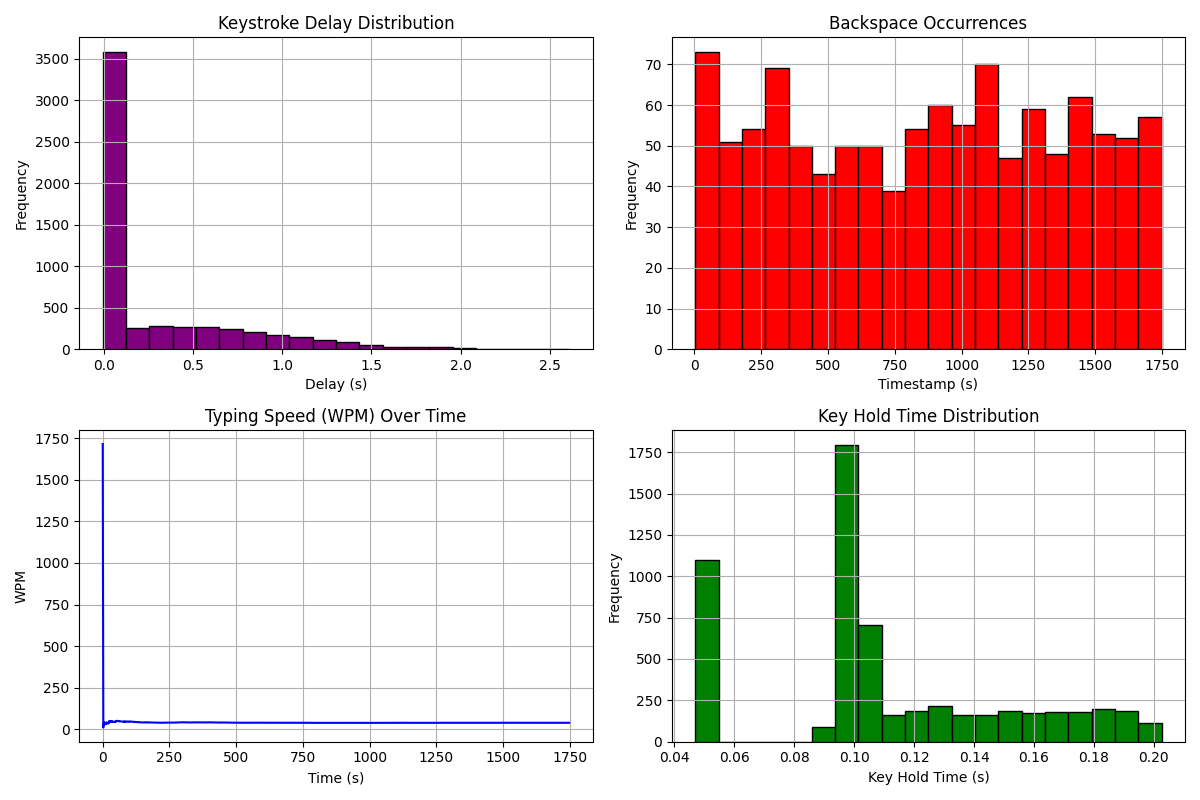 Keystroke Delay Distribution
Frequency
3500
3000
2500
2000
1500
1000
500
0
0.0 0.5 1.0 1.5 2.0 2.5
Delay (s)
Backspace Occurrences
Frequency
70
60
50
40
30
20
10
0
0 250 500 750 1000 1250 1500 1750
Timestamp (s)
Typing Speed (WPM) Over Time
WPM
1750
1500
1250
1000
750
500
250
0
0 250 500 750 1000 1250 1500 1750
Time (s)
Key Hold Time Distribution
Frequency
1750
1500
1250
1000
750
500
250
0
0.04 0.06 0.08 0.10 0.12 0.14 0.16 0.18 0.20
Key Hold Time (s)